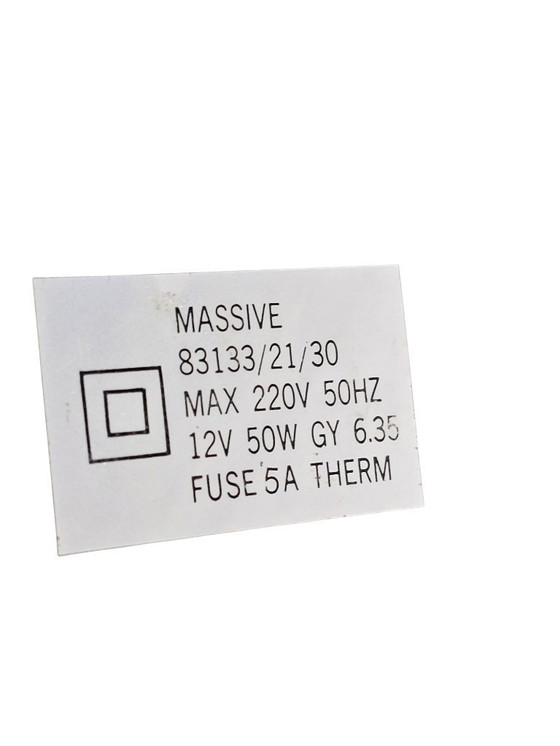 MASSIVE
83133/21/30
MAX 220V 50HZ
12V 50W GY 6.35
FUSE 5A THERM